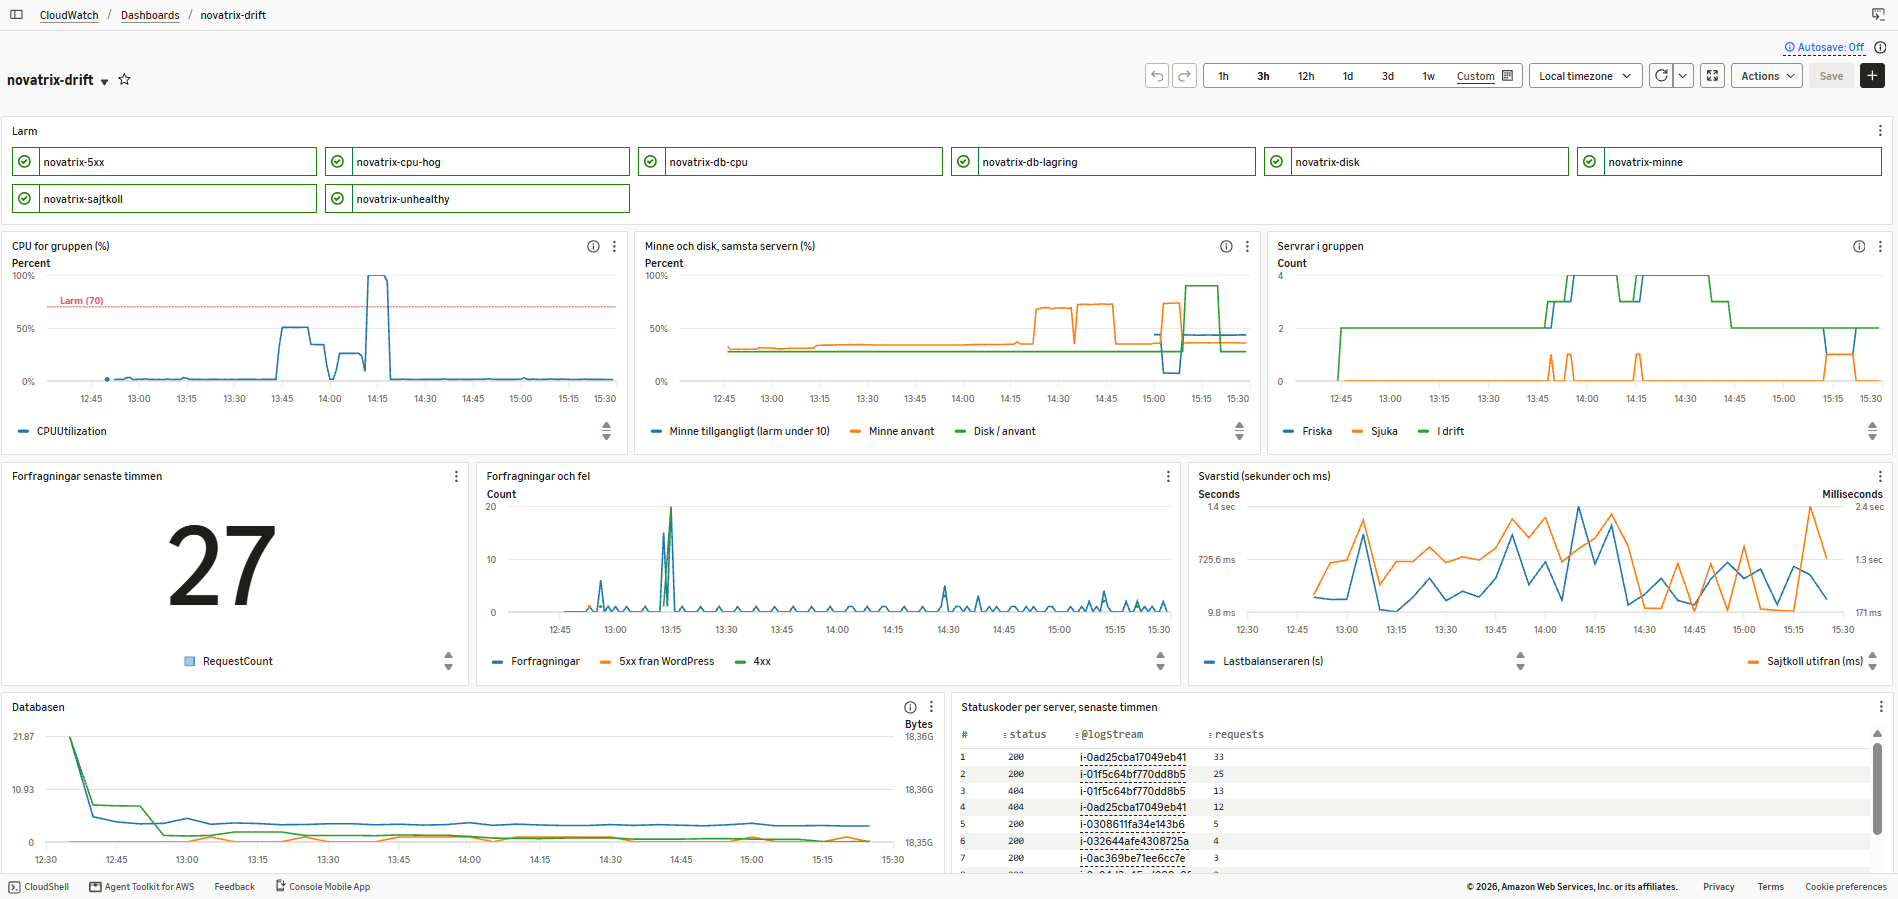 CloudWatch / Dashboards / novatrix-drift
Autosave: Off
novatrix-drift
1h 3h 12h 1d 3d 1w Custom Local timezone Actions Save
Larm
novatrix-5xx novatrix-cpu-hog novatrix-db-cpu novatrix-db-lagring novatrix-disk novatrix-minne
novatrix-sajtkoll novatrix-unhealthy
CPU for gruppen (%)
Percent
100%
Larm (70)
50%
0%
12:45 13:00 13:15 13:30 13:45 14:00 14:15 14:30 14:45 15:00 15:15 15:30
CPUUtilization
Minne och disk, samsta servern (%)
Percent
100%
50%
0%
12:45 13:00 13:15 13:30 13:45 14:00 14:15 14:30 14:45 15:00 15:15 15:30
Minne tillgangligt (larm under 10) Minne anvant Disk / anvant
Servrar i gruppen
Count
4
2
0
12:45 13:00 13:15 13:30 13:45 14:00 14:15 14:30 14:45 15:00 15:15 15:30
Friska Sjuka I drift
Forfragningar senaste timmen
27
RequestCount
Forfragningar och fel
Count
20
10
0
12:45 13:00 13:15 13:30 13:45 14:00 14:15 14:30 14:45 15:00 15:15 15:30
Forfragningar 5xx fran WordPress 4xx
Svarstid (sekunder och ms)
Seconds Milliseconds
1.4 sec 2.4 sec
725.6 ms 1.3 sec
9.8 ms 171 ms
12:30 12:45 13:00 13:15 13:30 13:45 14:00 14:15 14:30 14:45 15:00 15:15 15:30
Lastbalanseraren (s) Sajtkoll utifran (ms)
Databasen
Bytes
21.87 18,36G
10.93 18,36G
0 18,35G
12:30 12:45 13:00 13:15 13:30 13:45 14:00 14:15 14:30 14:45 15:00 15:15 15:30
Statuskoder per server, senaste timmen
# status @logStream requests
1 200 i-0ad25cba17049eb41 33
2 200 i-01f5c64bf770dd8b5 25
3 404 i-01f5c64bf770dd8b5 13
4 404 i-0ad25cba17049eb41 12
5 200 i-0308611fa34e143b6 5
6 200 i-032644afe4308725a 4
7 200 i-0ac369be71ee6cc7e 3
CloudShell Agent Toolkit for AWS Feedback Console Mobile App
© 2026, Amazon Web Services, Inc. or its affiliates. Privacy Terms Cookie preferences